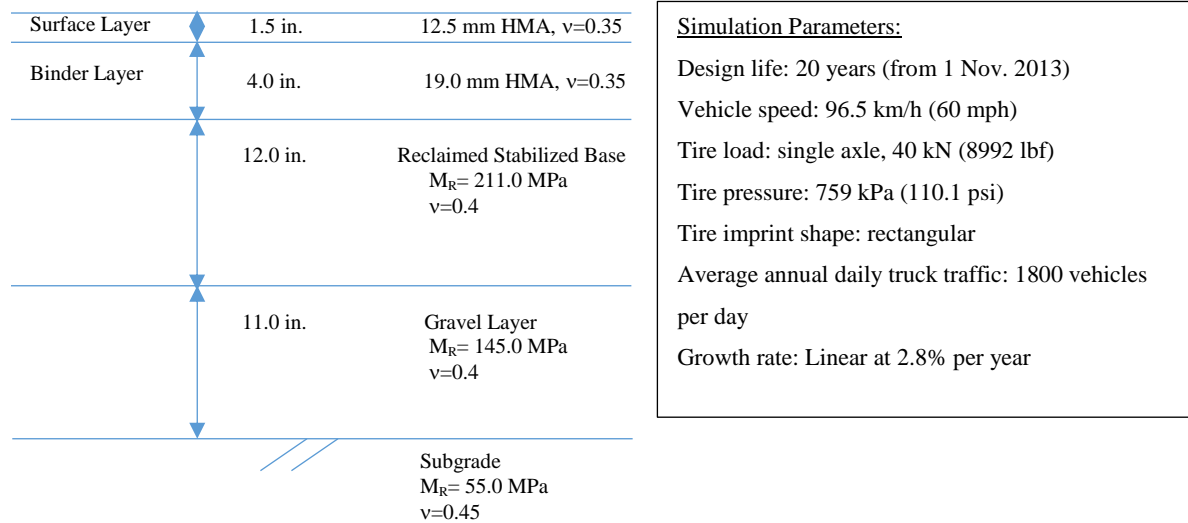 Surface Layer 1.5 in. 12.5 mm HMA, ν=0.35
Binder Layer 4.0 in. 19.0 mm HMA, ν=0.35
12.0 in. Reclaimed Stabilized Base
MR= 211.0 MPa
ν=0.4
11.0 in. Gravel Layer
MR= 145.0 MPa
ν=0.4
Subgrade
MR= 55.0 MPa
ν=0.45
Simulation Parameters:
Design life: 20 years (from 1 Nov. 2013)
Vehicle speed: 96.5 km/h (60 mph)
Tire load: single axle, 40 kN (8992 lbf)
Tire pressure: 759 kPa (110.1 psi)
Tire imprint shape: rectangular
Average annual daily truck traffic: 1800 vehicles
per day
Growth rate: Linear at 2.8% per year